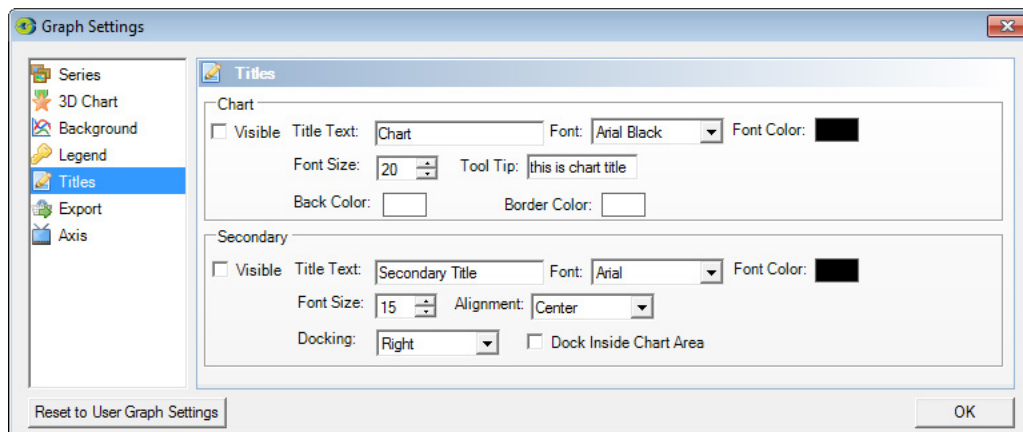 Graph Settings
Series
3D Chart
Background
Legend
Titles
Export
Axis
Titles
Chart
Visible Title Text: Chart Font: Arial Black Font Color:
Font Size: 20 Tool Tip: this is chart title
Back Color: Border Color:
Secondary
Visible Title Text: Secondary Title Font: Arial Font Color:
Font Size: 15 Alignment: Center
Docking: Right Dock Inside Chart Area
Reset to User Graph Settings OK